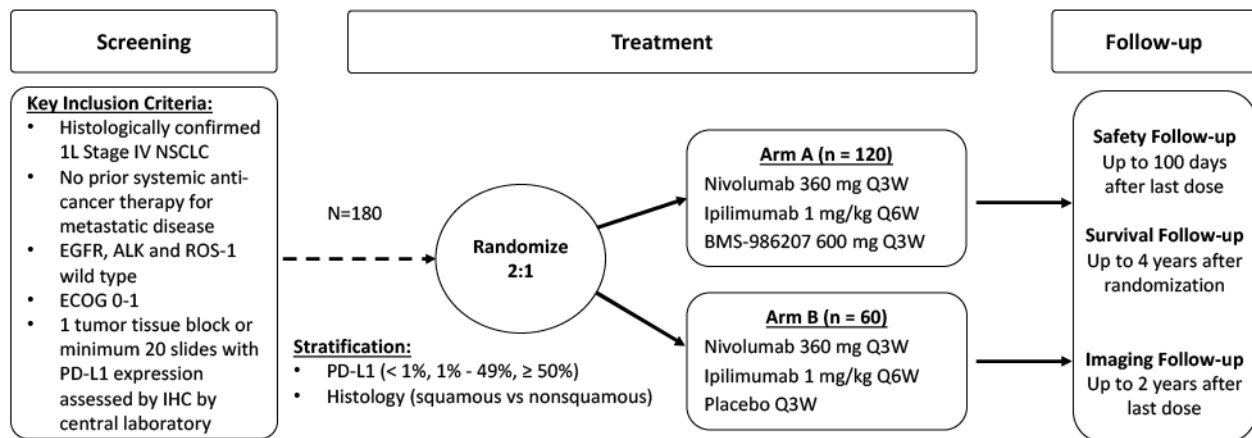 Screening
Treatment
Follow-up
Key Inclusion Criteria:
• Histologically confirmed
1L Stage IV NSCLC
• No prior systemic anti-
cancer therapy for
metastatic disease
• EGFR, ALK and ROS-1
wild type
• ECOG 0-1
• 1 tumor tissue block or
minimum 20 slides with
PD-L1 expression
assessed by IHC by
central laboratory
N=180
Randomize
2:1
Stratification:
• PD-L1 (< 1%, 1% - 49%, ≥ 50%)
• Histology (squamous vs nonsquamous)
Arm A (n = 120)
Nivolumab 360 mg Q3W
Ipilimumab 1 mg/kg Q6W
BMS-986207 600 mg Q3W
Arm B (n = 60)
Nivolumab 360 mg Q3W
Ipilimumab 1 mg/kg Q6W
Placebo Q3W
Safety Follow-up
Up to 100 days
after last dose
Survival Follow-up
Up to 4 years after
randomization
Imaging Follow-up
Up to 2 years after
last dose